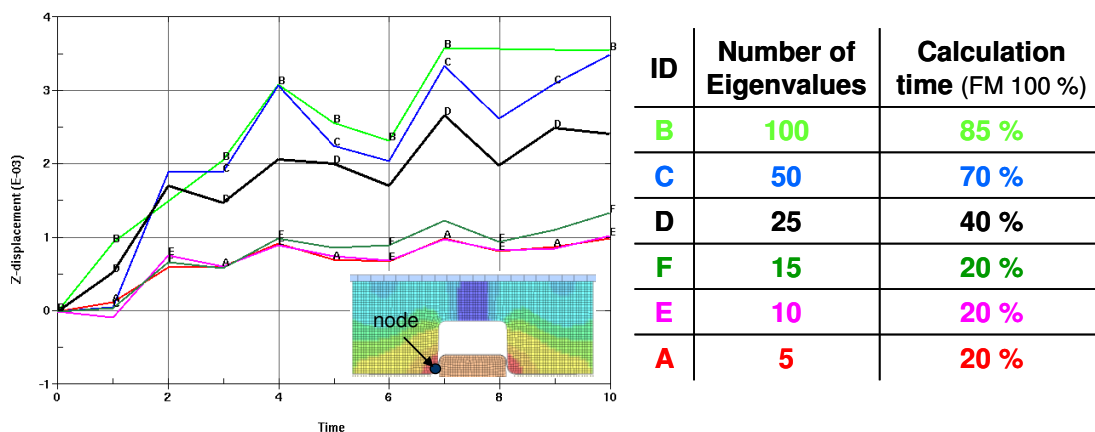 4
3
2
1
0
-1
Z-displacement (E-03)
0 2 4 6 8 10
Time
B B B B B B B
C C C C
D D D D D
A A A A
E E E E E
F F
node
ID Number of Eigenvalues Calculation time (FM 100 %)
B 100 85 %
C 50 70 %
D 25 40 %
F 15 20 %
E 10 20 %
A 5 20 %